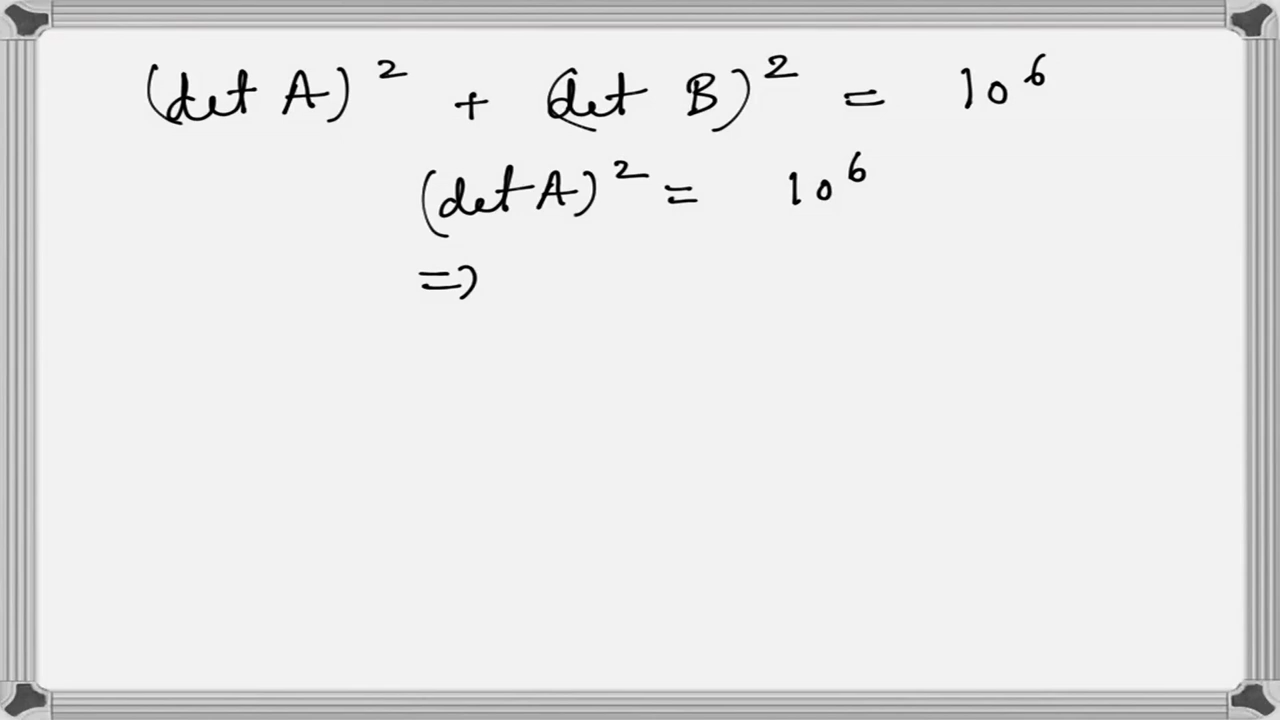 (det A)² + (det B)² = 10⁶
(det A)² = 10⁶
⇒